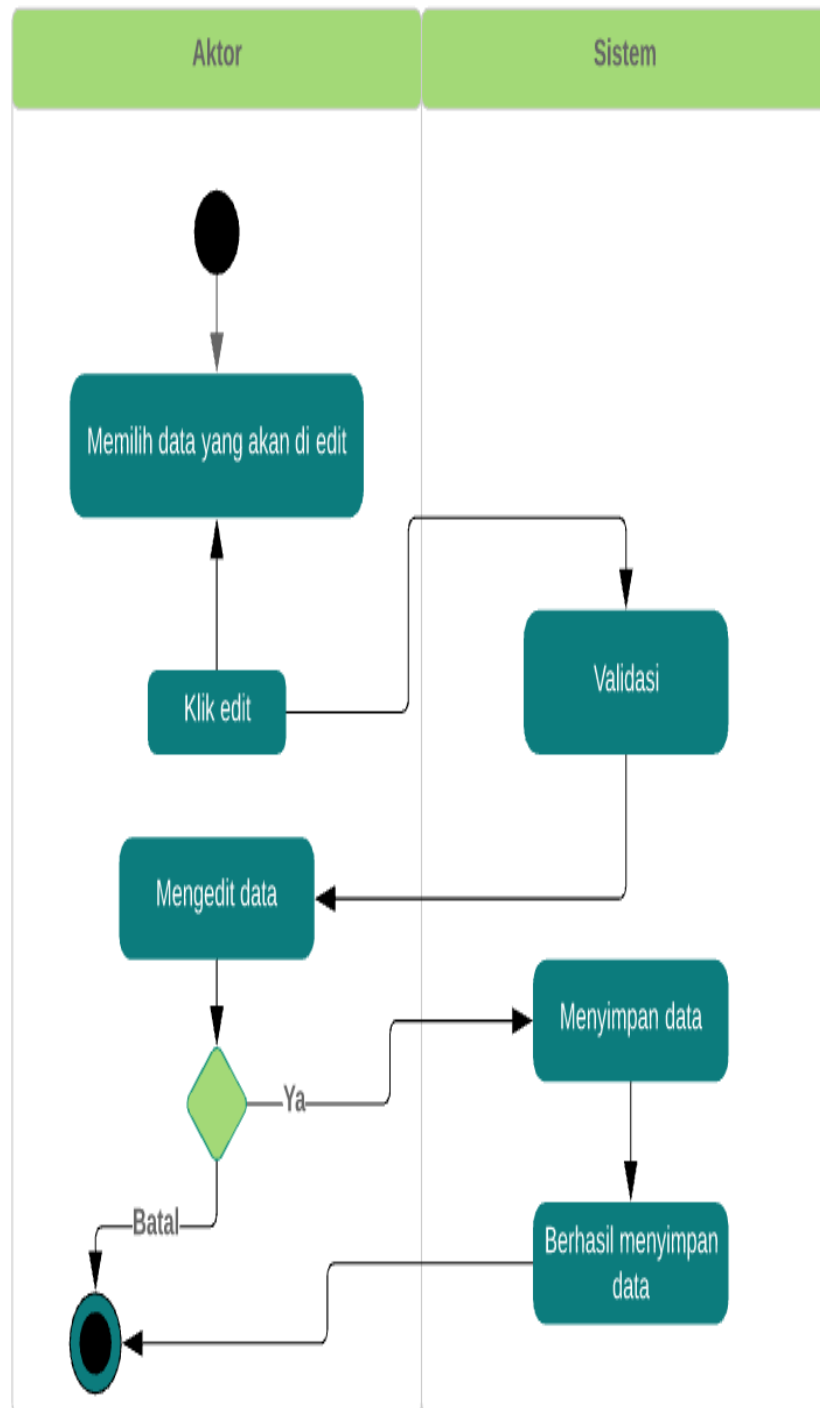 Aktor
Sistem
Memilih data yang akan di edit
Klik edit
Validasi
Mengedit data
Menyimpan data
Ya
Batal
Berhasil menyimpan
data